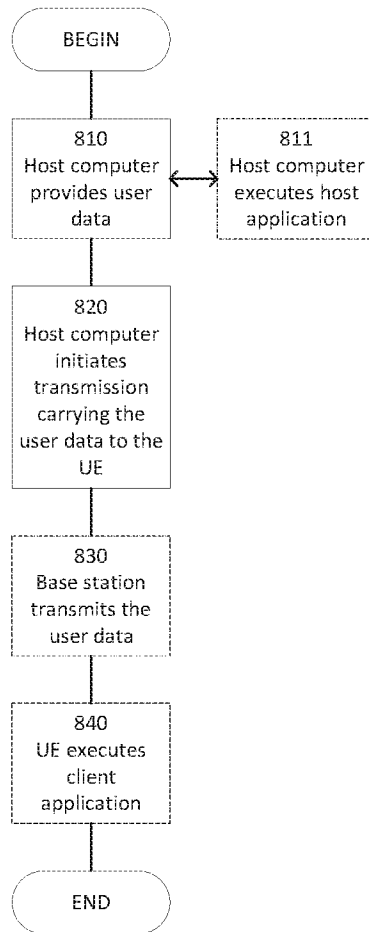 BEGIN
810
Host computer
provides user
data
811
Host computer
executes host
application
820
Host computer
initiates
transmission
carrying the
user data to the
UE
830
Base station
transmits the
user data
840
UE executes
client
application
END